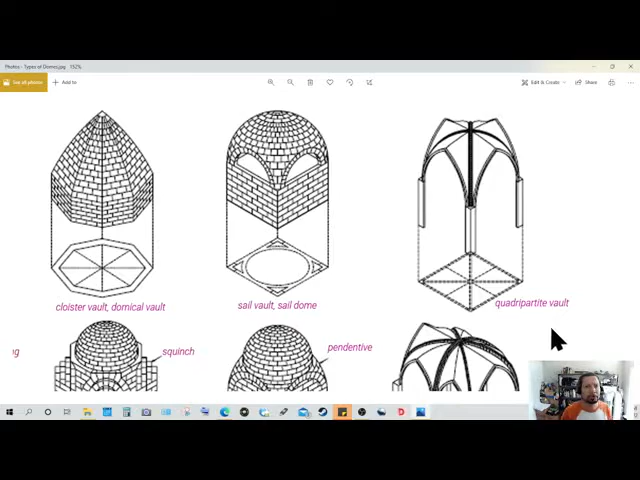 Photos - Types of Domes.jpg 152%
See all photos
Add to
Edit & Create
Share
cloister vault, domical vault
sail vault, sail dome
quadripartite vault
squinch
pendentive